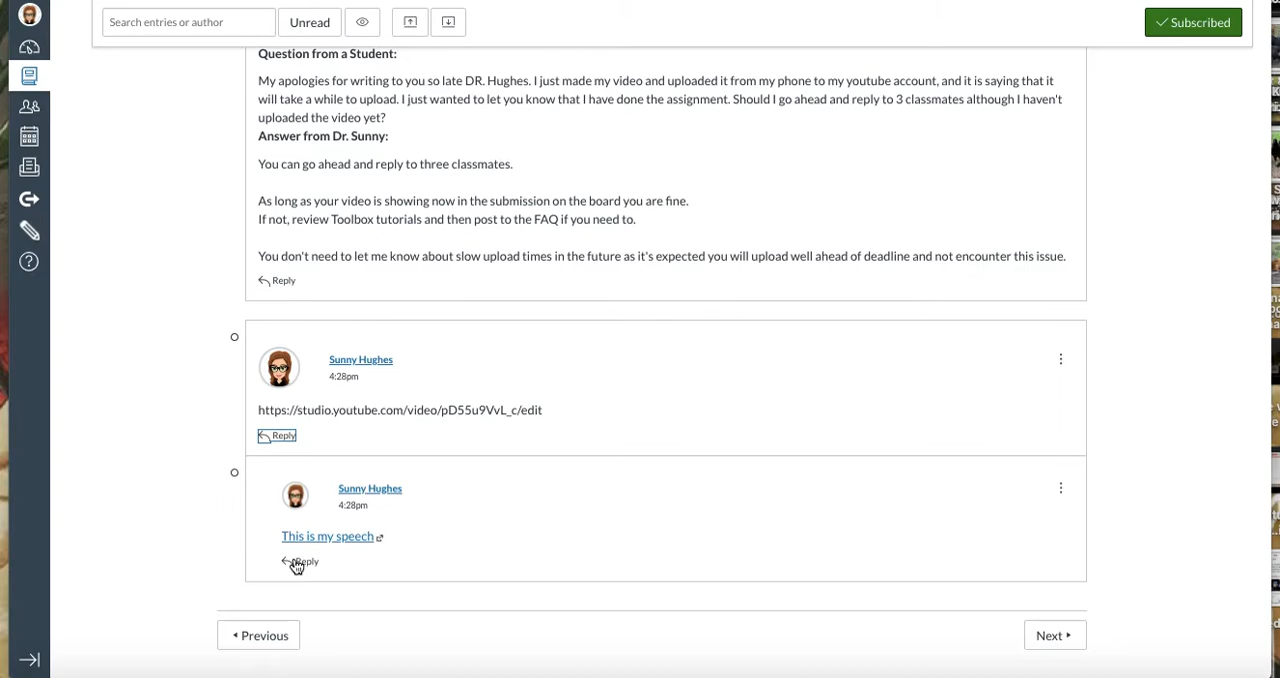 Search entries or author
Unread
Subscribed
Question from a Student:
My apologies for writing to you so late DR. Hughes. I just made my video and uploaded it from my phone to my youtube account, and it is saying that it
will take a while to upload. I just wanted to let you know that I have done the assignment. Should I go ahead and reply to 3 classmates although I haven't
uploaded the video yet?
Answer from Dr. Sunny:
You can go ahead and reply to three classmates.
As long as your video is showing now in the submission on the board you are fine.
If not, review Toolbox tutorials and then post to the FAQ if you need to.
You don't need to let me know about slow upload times in the future as it's expected you will upload well ahead of deadline and not encounter this issue.
Reply
Sunny Hughes
4:28pm
https://studio.youtube.com/video/pD55u9VvL_c/edit
Reply
Sunny Hughes
4:28pm
This is my speech
Reply
Previous
Next